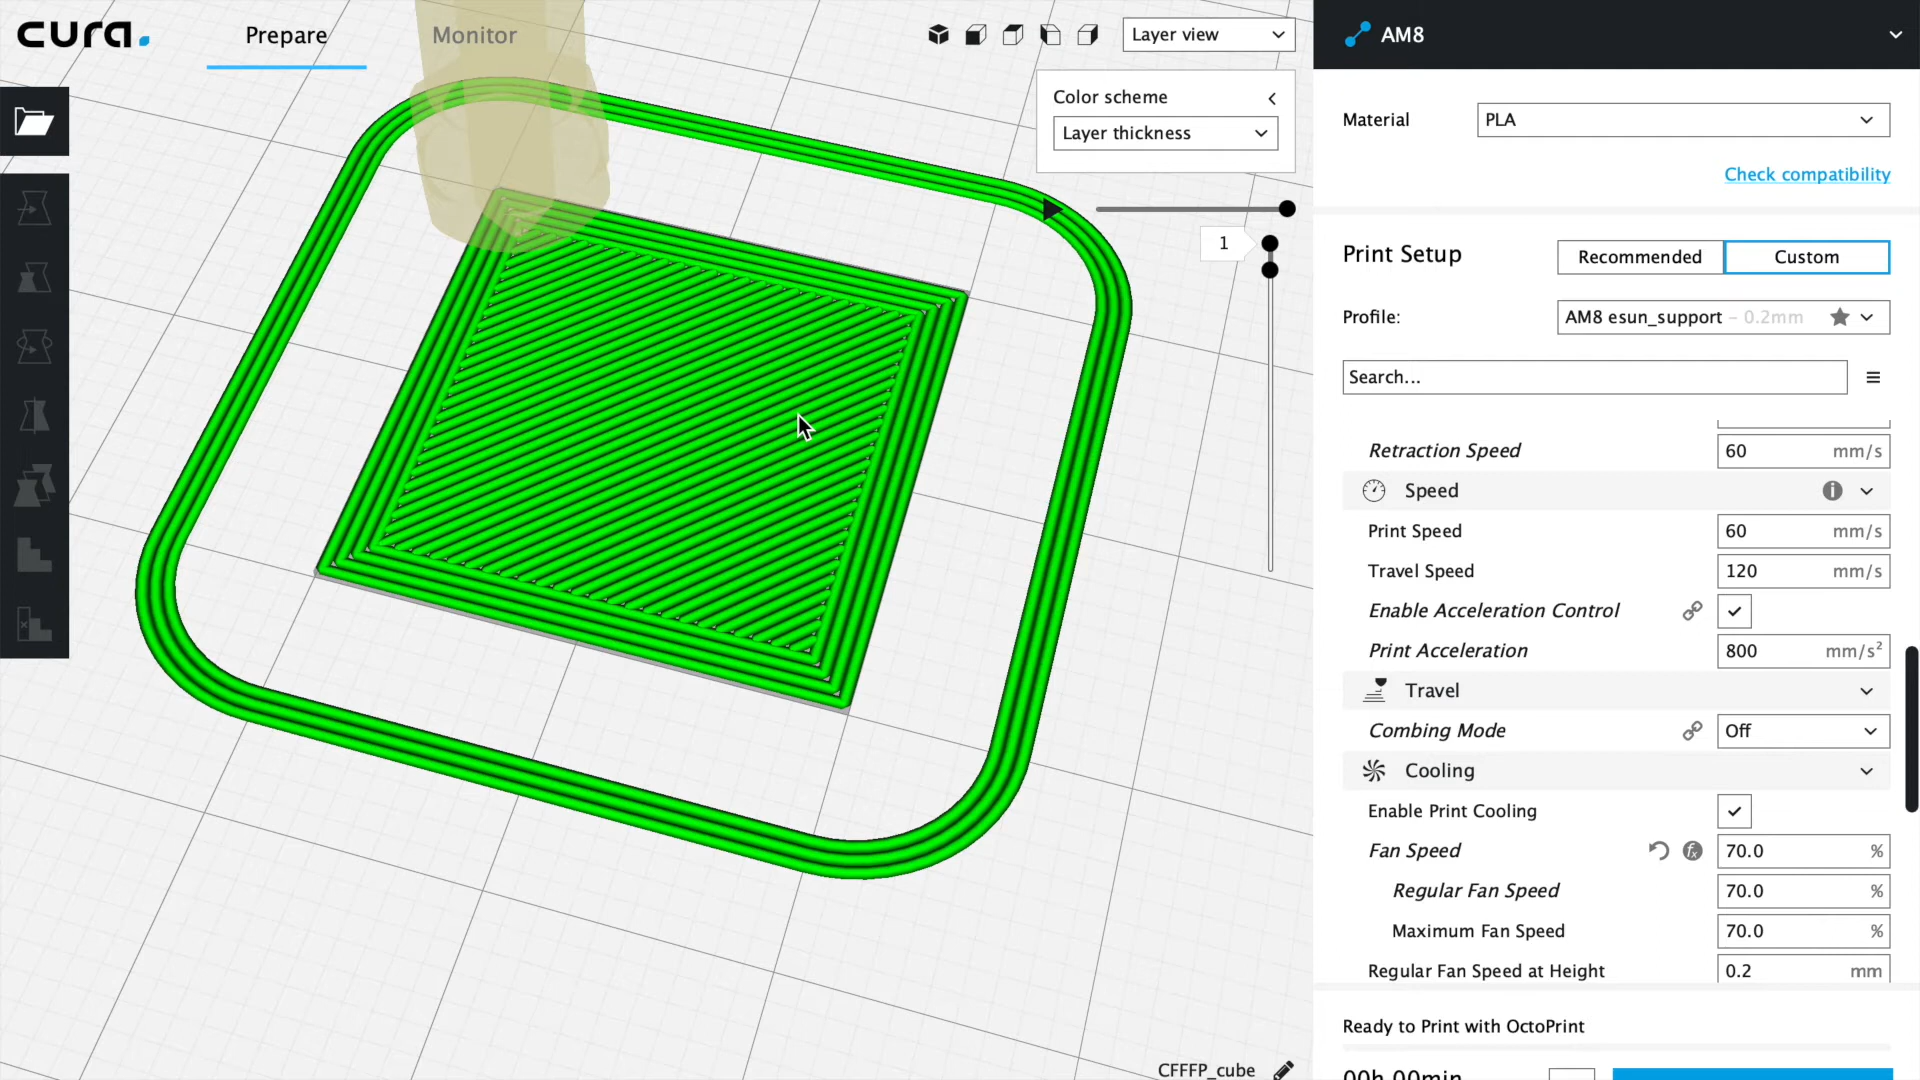 cura.
Prepare
Monitor
Layer view
AM8
Color scheme
Layer thickness
1
Material
PLA
Check compatibility
Print Setup
Recommended
Custom
Profile:
AM8 esun_support - 0.2mm
Search...
Retraction Speed
60 mm/s
Speed
Print Speed
60 mm/s
Travel Speed
120 mm/s
Enable Acceleration Control
Print Acceleration
800 mm/s²
Travel
Combing Mode
Off
Cooling
Enable Print Cooling
Fan Speed
fx
70.0 %
Regular Fan Speed
70.0 %
Maximum Fan Speed
70.0 %
Regular Fan Speed at Height
0.2 mm
Ready to Print with OctoPrint
CFFFP_cube
00h 00min